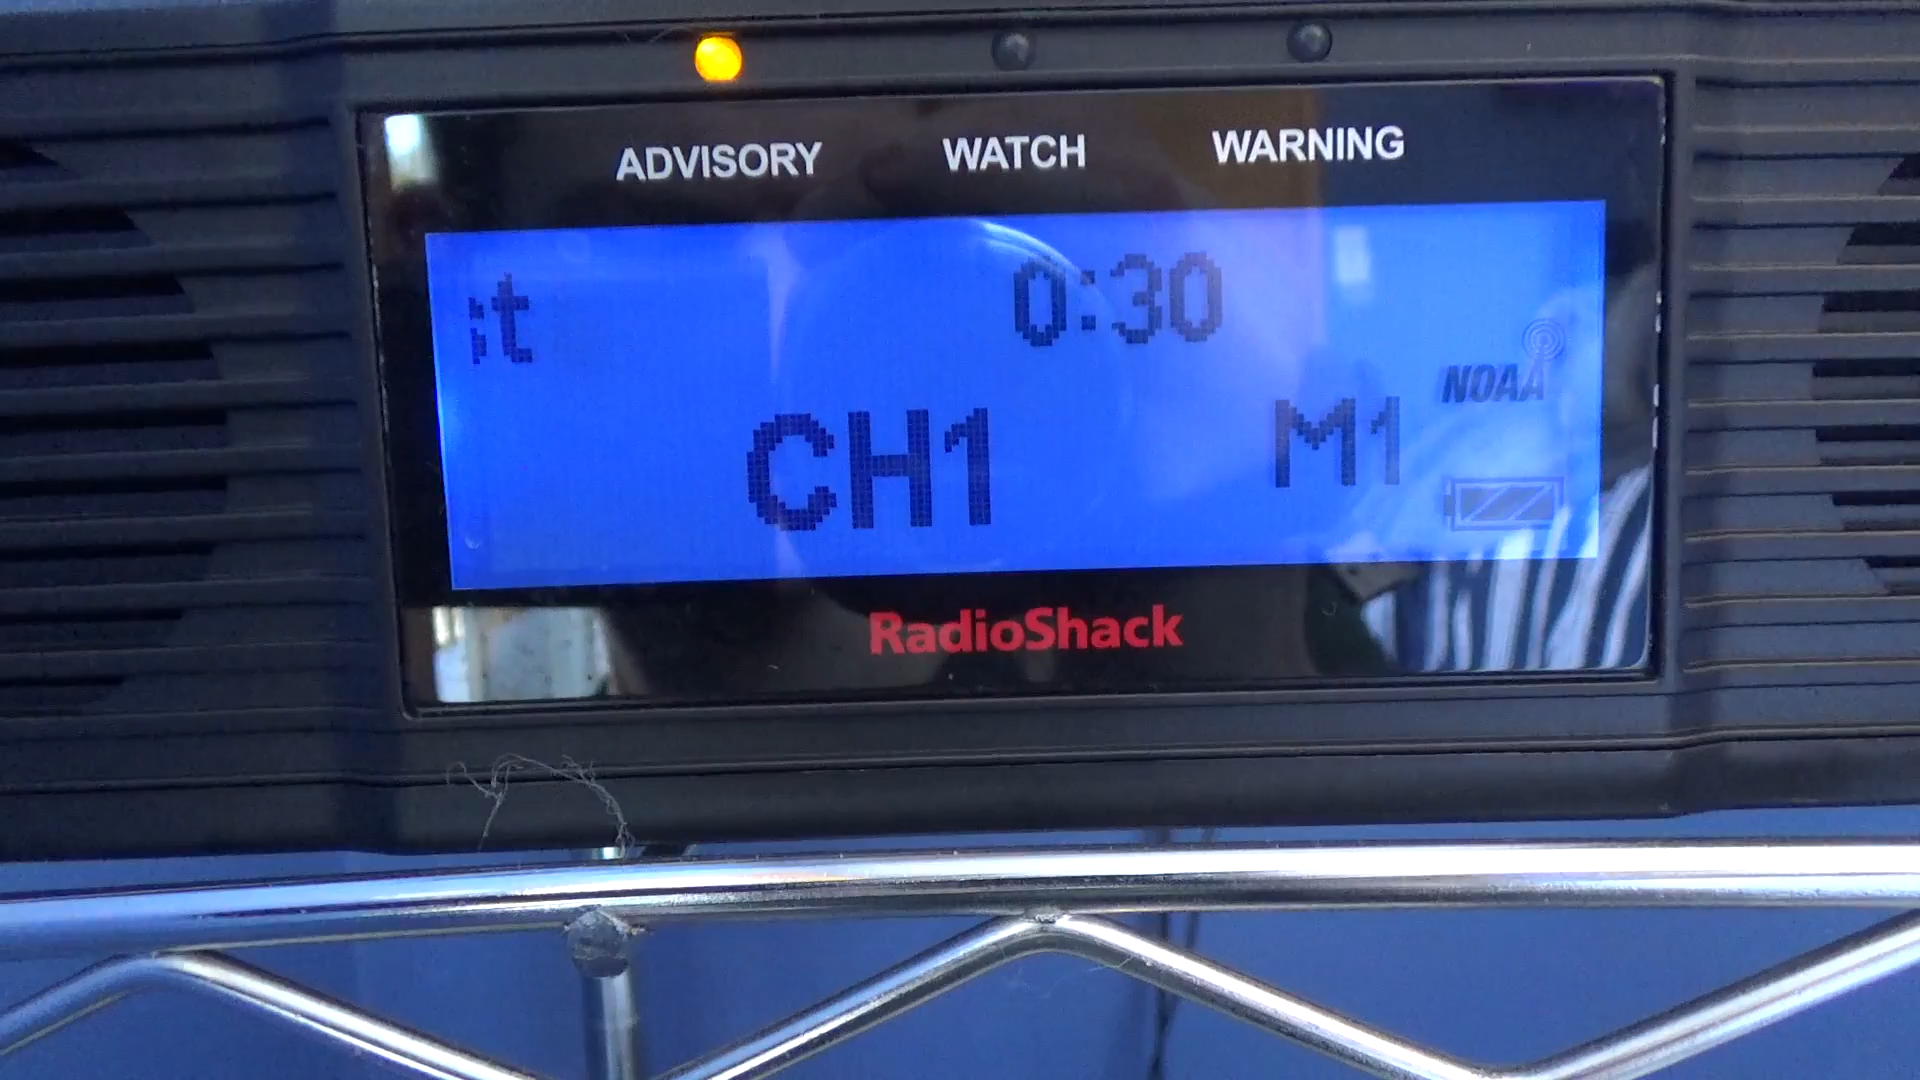 ADVISORY WATCH WARNING
t 0:30
NOAA
CH1 M1
RadioShack